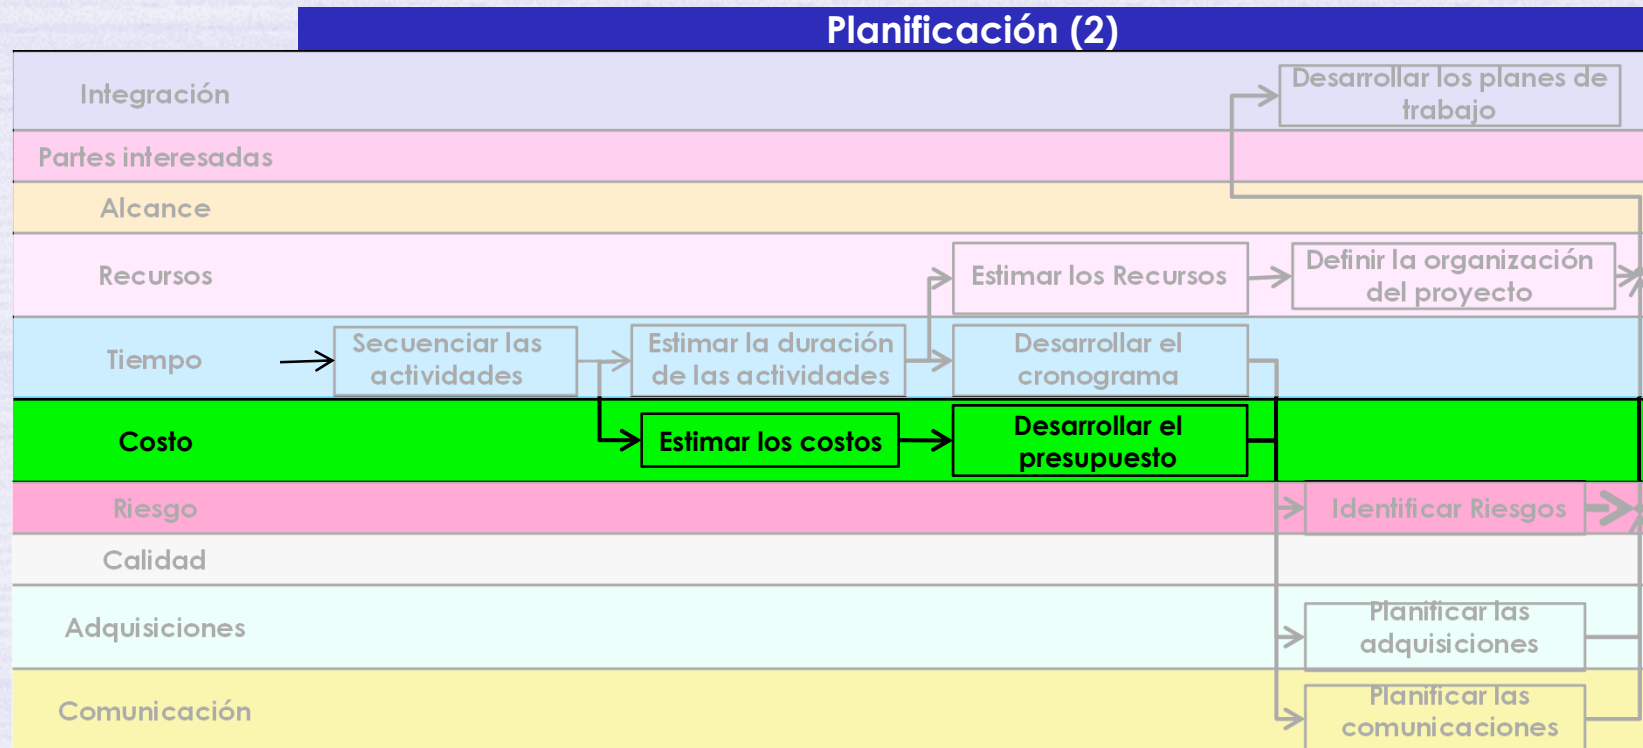 Planificación (2)
Integración
Desarrollar los planes de
trabajo
Partes interesadas
Alcance
Recursos
Estimar los Recursos
Definir la organización
del proyecto
Tiempo
Secuenciar las
actividades
Estimar la duración
de las actividades
Desarrollar el
cronograma
Costo
Estimar los costos
Desarrollar el
presupuesto
Riesgo
Identificar Riesgos
Calidad
Adquisiciones
Planificar las
adquisiciones
Comunicación
Planificar las
comunicaciones